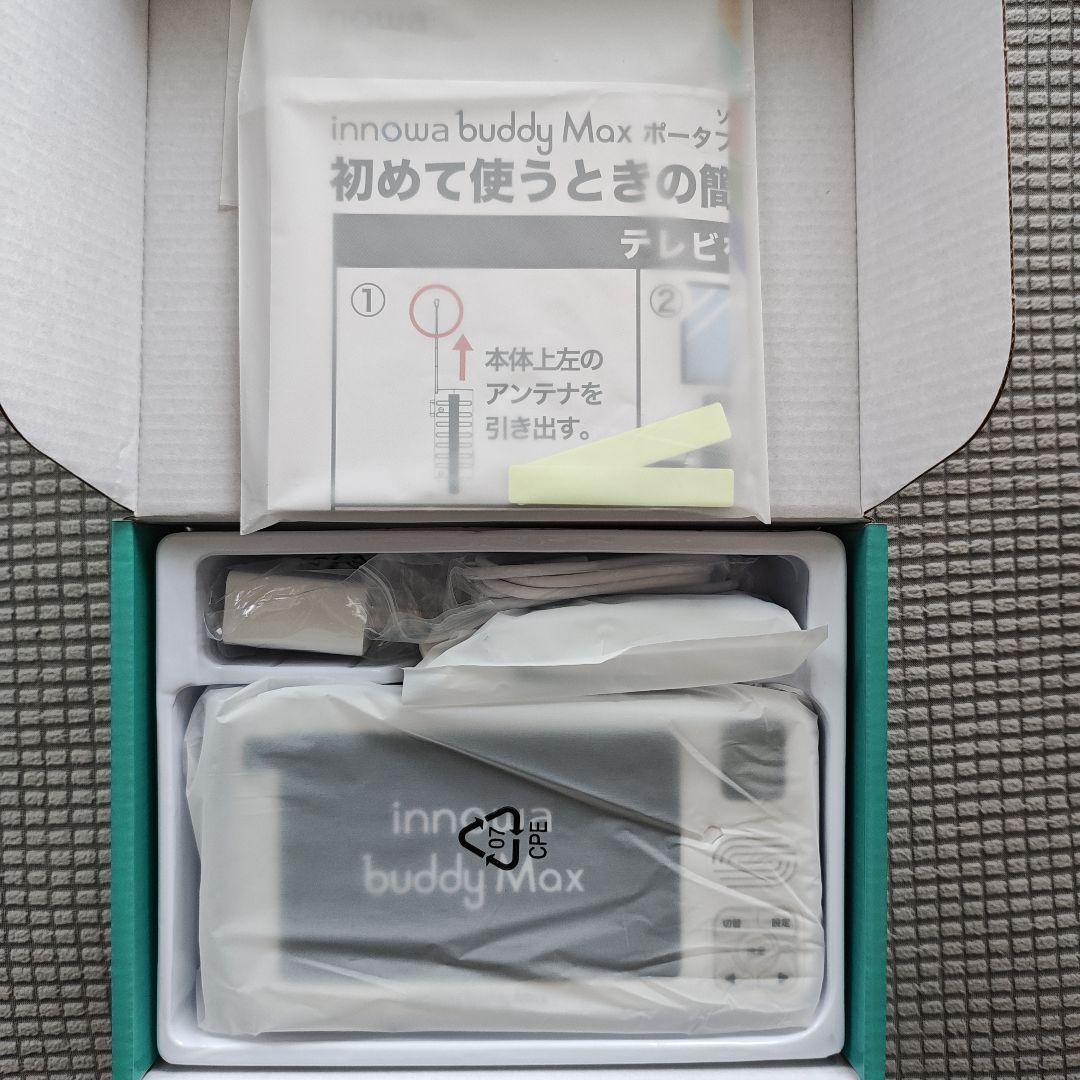 innowa
innowa buddy Max ポータブ
初めて使うときの簡
テレビ
①
②
本体上左の
アンテナを
引き出す。
innowa
buddy Max
07
CPE
切替
設定